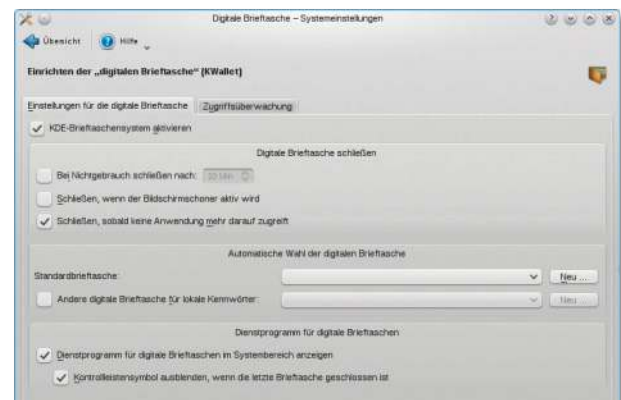 Digitale Brieftasche – Systemeinstellungen
Übersicht Hilfe
Einrichten der „digitalen Brieftasche“ (KWallet)
Einstellungen für die digitale Brieftasche Zugriffsüberwachung
KDE-Brieftaschensystem aktivieren
Digitale Brieftasche schließen
Bei Nichtgebrauch schließen nach: 10 Min
Schließen, wenn der Bildschirmschoner aktiv wird
Schließen, sobald keine Anwendung mehr darauf zugreift
Automatische Wahl der digitalen Brieftasche
Standardbrieftasche: Neu ...
Andere digitale Brieftasche für lokale Kennwörter: Neu ...
Dienstprogramm für digitale Brieftaschen
Dienstprogramm für digitale Brieftaschen im Systembereich anzeigen
Kontrollleistensymbol ausblenden, wenn die letzte Brieftasche geschlossen ist